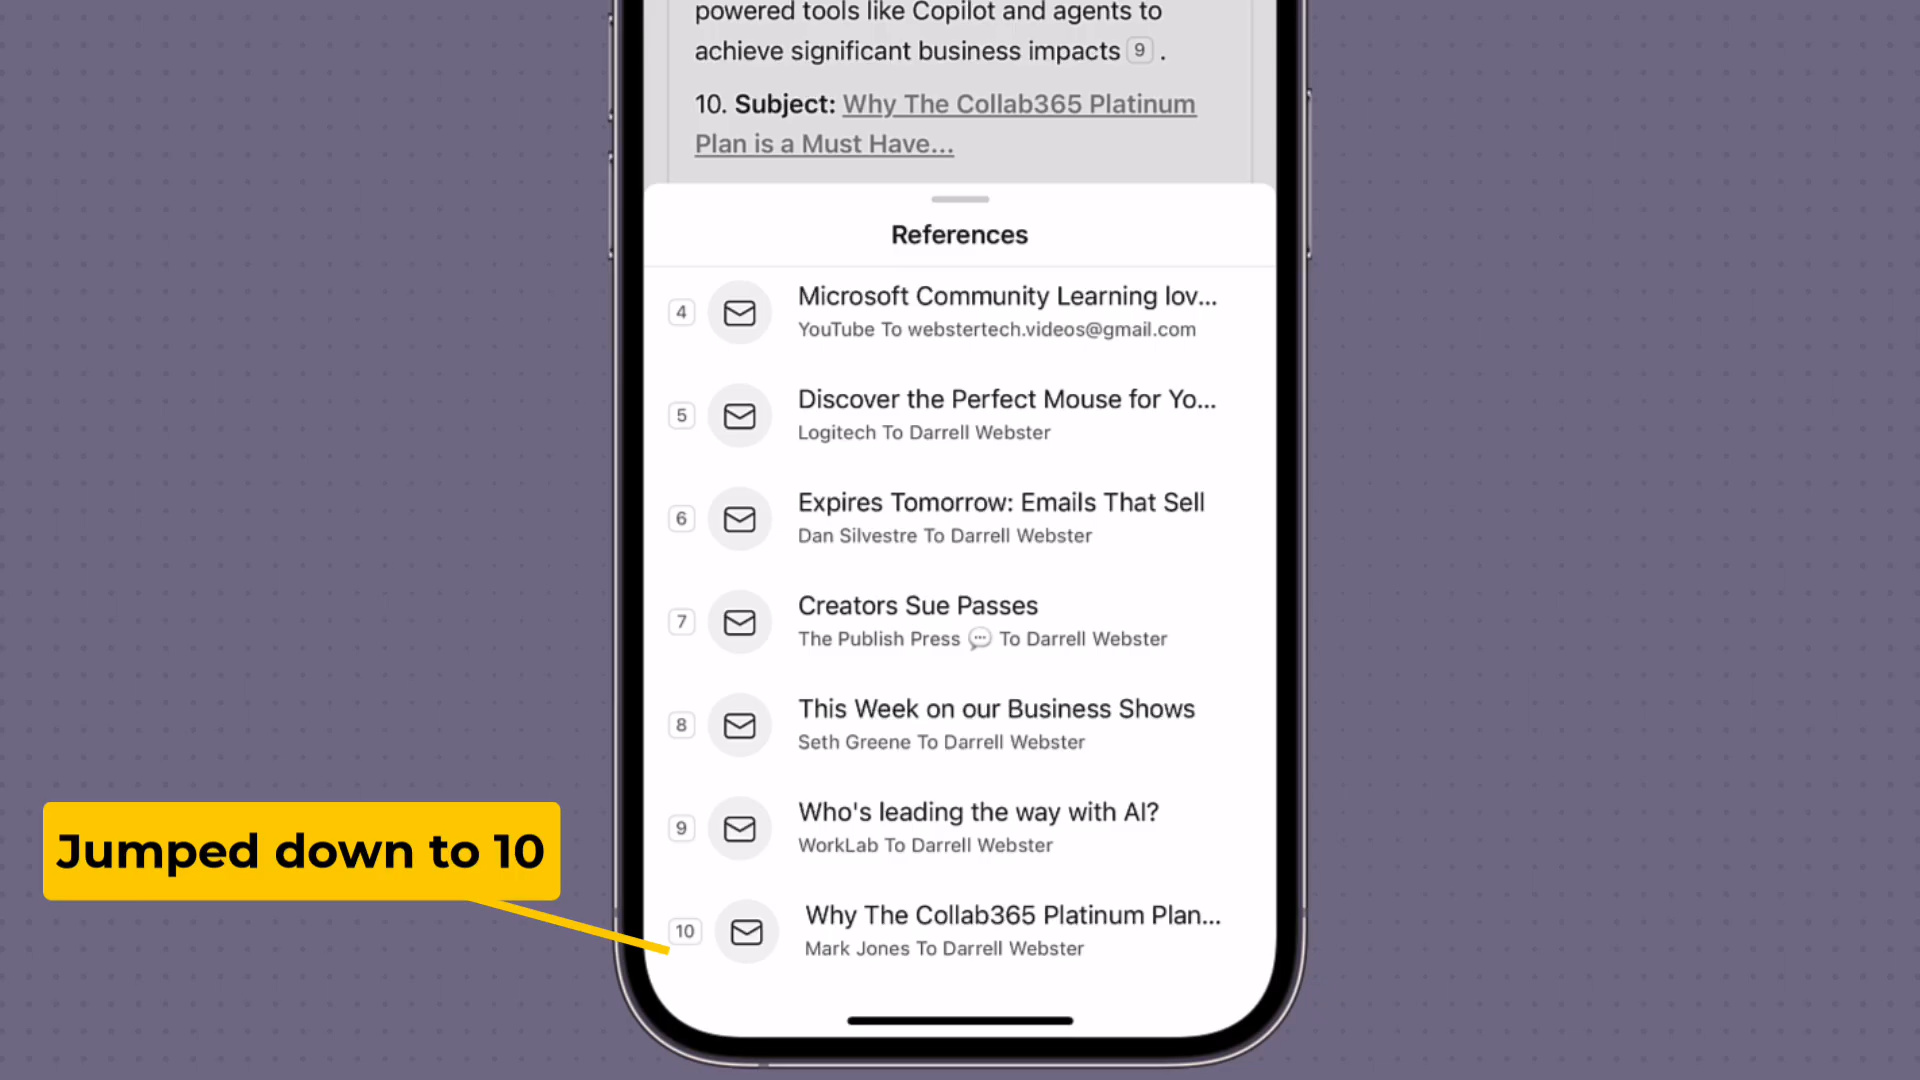 powered tools like Copilot and agents to
achieve significant business impacts 9 .
10. Subject: Why The Collab365 Platinum
Plan is a Must Have...
References
4 Microsoft Community Learning lov...
YouTube To webstertech.videos@gmail.com
5 Discover the Perfect Mouse for Yo...
Logitech To Darrell Webster
6 Expires Tomorrow: Emails That Sell
Dan Silvestre To Darrell Webster
7 Creators Sue Passes
The Publish Press 💬 To Darrell Webster
8 This Week on our Business Shows
Seth Greene To Darrell Webster
9 Who's leading the way with AI?
WorkLab To Darrell Webster
10 Why The Collab365 Platinum Plan...
Mark Jones To Darrell Webster
Jumped down to 10